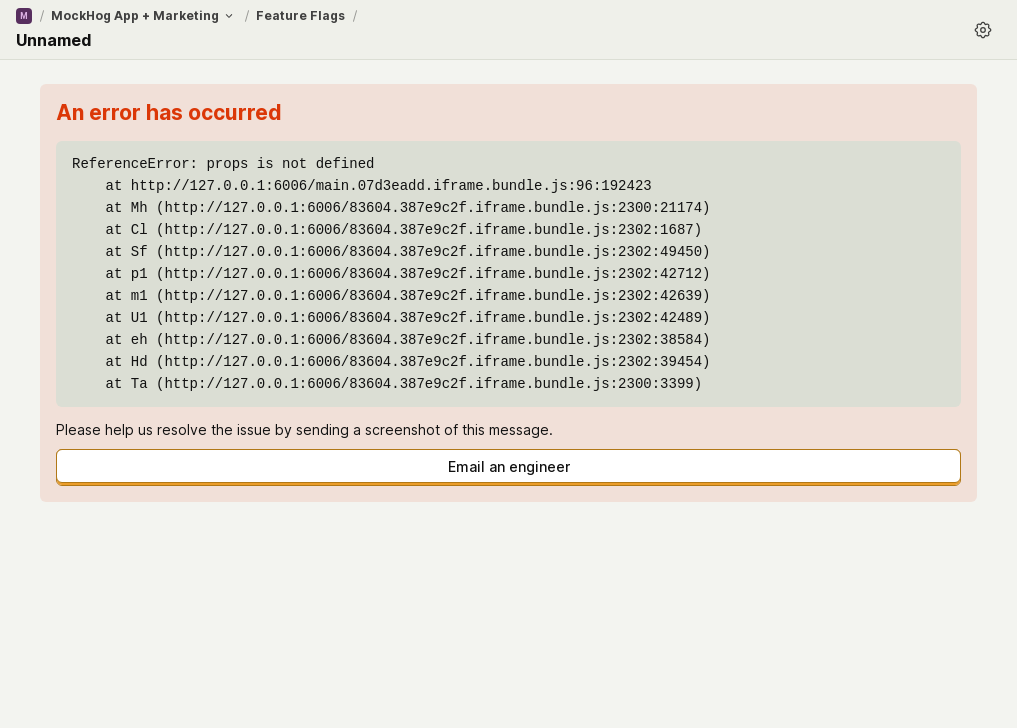 M / MockHog App + Marketing / Feature Flags /
Unnamed
An error has occurred
ReferenceError: props is not defined
at http://127.0.0.1:6006/main.07d3eadd.iframe.bundle.js:96:192423
at Mh (http://127.0.0.1:6006/83604.387e9c2f.iframe.bundle.js:2300:21174)
at Cl (http://127.0.0.1:6006/83604.387e9c2f.iframe.bundle.js:2302:1687)
at Sf (http://127.0.0.1:6006/83604.387e9c2f.iframe.bundle.js:2302:49450)
at p1 (http://127.0.0.1:6006/83604.387e9c2f.iframe.bundle.js:2302:42712)
at m1 (http://127.0.0.1:6006/83604.387e9c2f.iframe.bundle.js:2302:42639)
at U1 (http://127.0.0.1:6006/83604.387e9c2f.iframe.bundle.js:2302:42489)
at eh (http://127.0.0.1:6006/83604.387e9c2f.iframe.bundle.js:2302:38584)
at Hd (http://127.0.0.1:6006/83604.387e9c2f.iframe.bundle.js:2302:39454)
at Ta (http://127.0.0.1:6006/83604.387e9c2f.iframe.bundle.js:2300:3399)
Please help us resolve the issue by sending a screenshot of this message.
Email an engineer